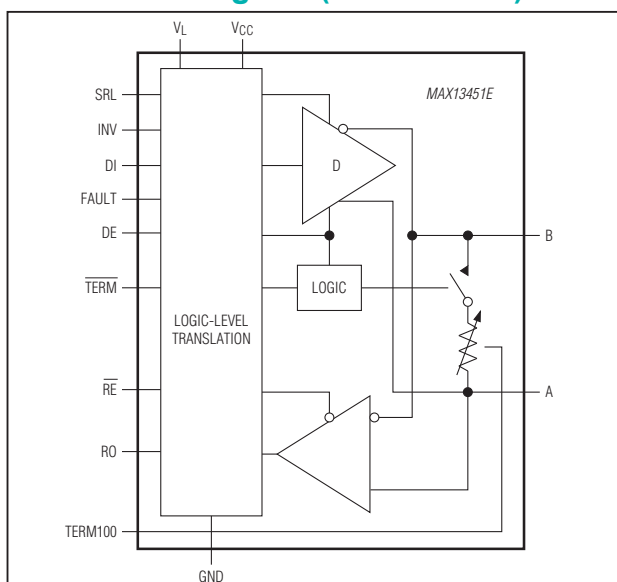 VL VCC
MAX13451E
SRL
INV
DI
D
FAULT
DE
B
TERM
LOGIC
LOGIC-LEVEL
TRANSLATION
RE
A
RO
TERM100
GND